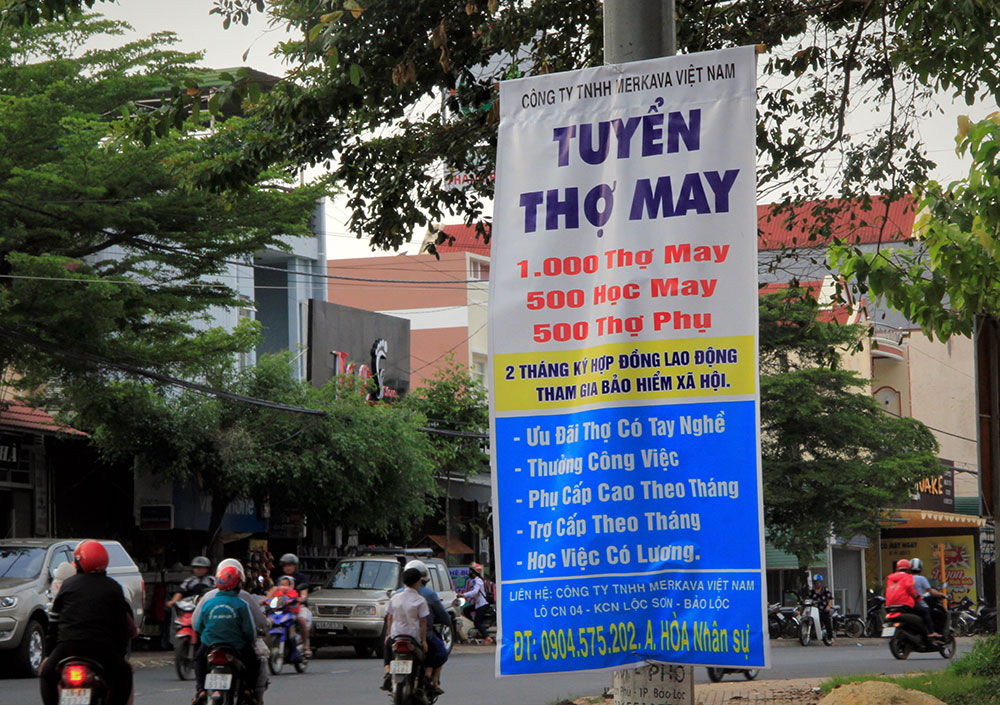 CÔNG TY TNHH MERKAVA VIỆT NAM
TUYỂN
THỢ MAY
1.000 Thợ May
500 Học May
500 Thợ Phụ
2 THÁNG KÝ HỢP ĐỒNG LAO ĐỘNG
THAM GIA BẢO HIỂM XÃ HỘI.
- Ưu Đãi Thợ Có Tay Nghề
- Thưởng Công Việc
- Phụ Cấp Cao Theo Tháng
- Trợ Cấp Theo Tháng
- Học Việc Có Lương.
LIÊN HỆ: CÔNG TY TNHH MERKAVA VIỆT NAM
LÔ CN 04 - KCN LỘC SƠN - BẢO LỘC
ĐT: 0904.575.202. A. HÒA Nhân sự
TP. Bảo Lộc